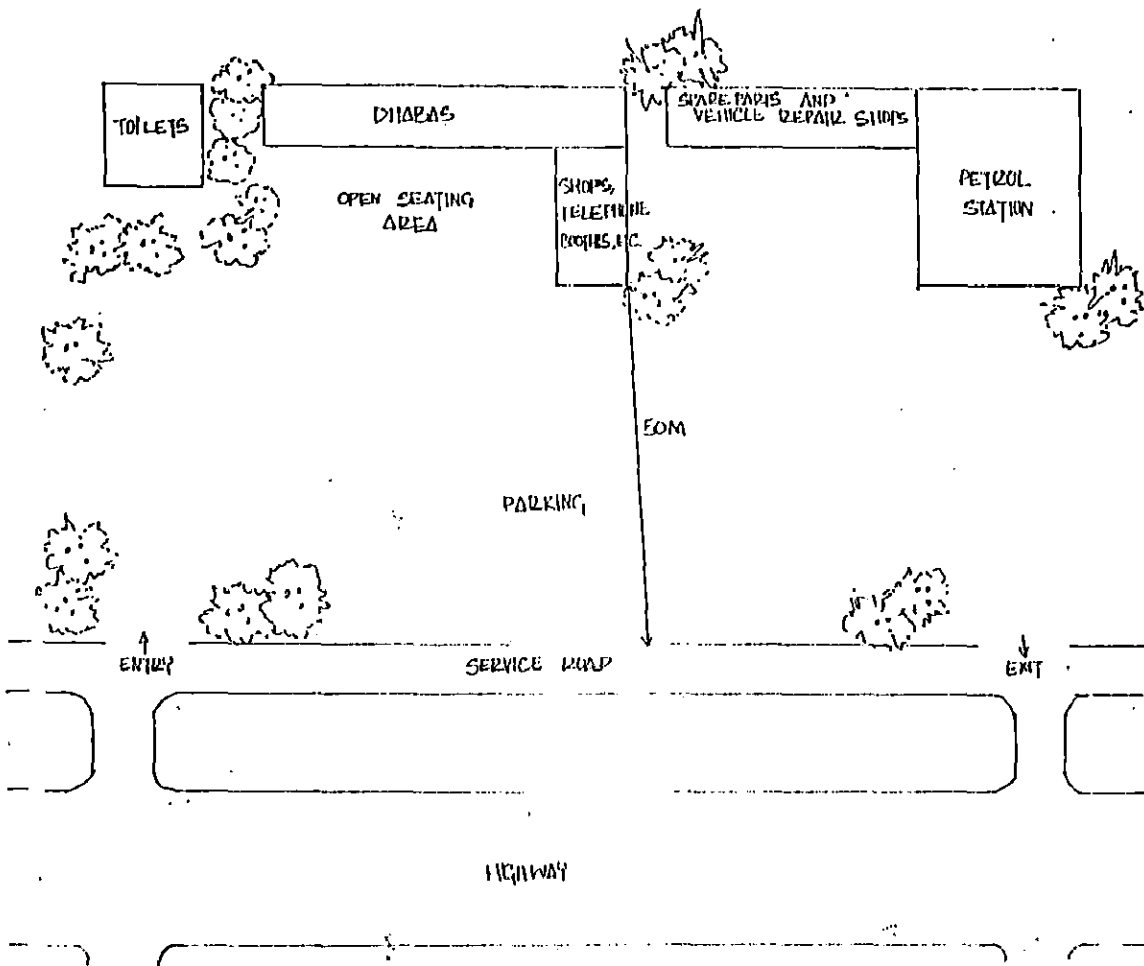 TOILETS
DHABAS
SPARE PARTS AND
VEHICLE REPAIR SHOPS
OPEN SEATING
AREA
SHOPS,
TELEPHONE
BOOTHS, ETC.
PETROL
STATION
50M
PARKING
ENTRY
SERVICE ROAD
EXIT
HIGHWAY